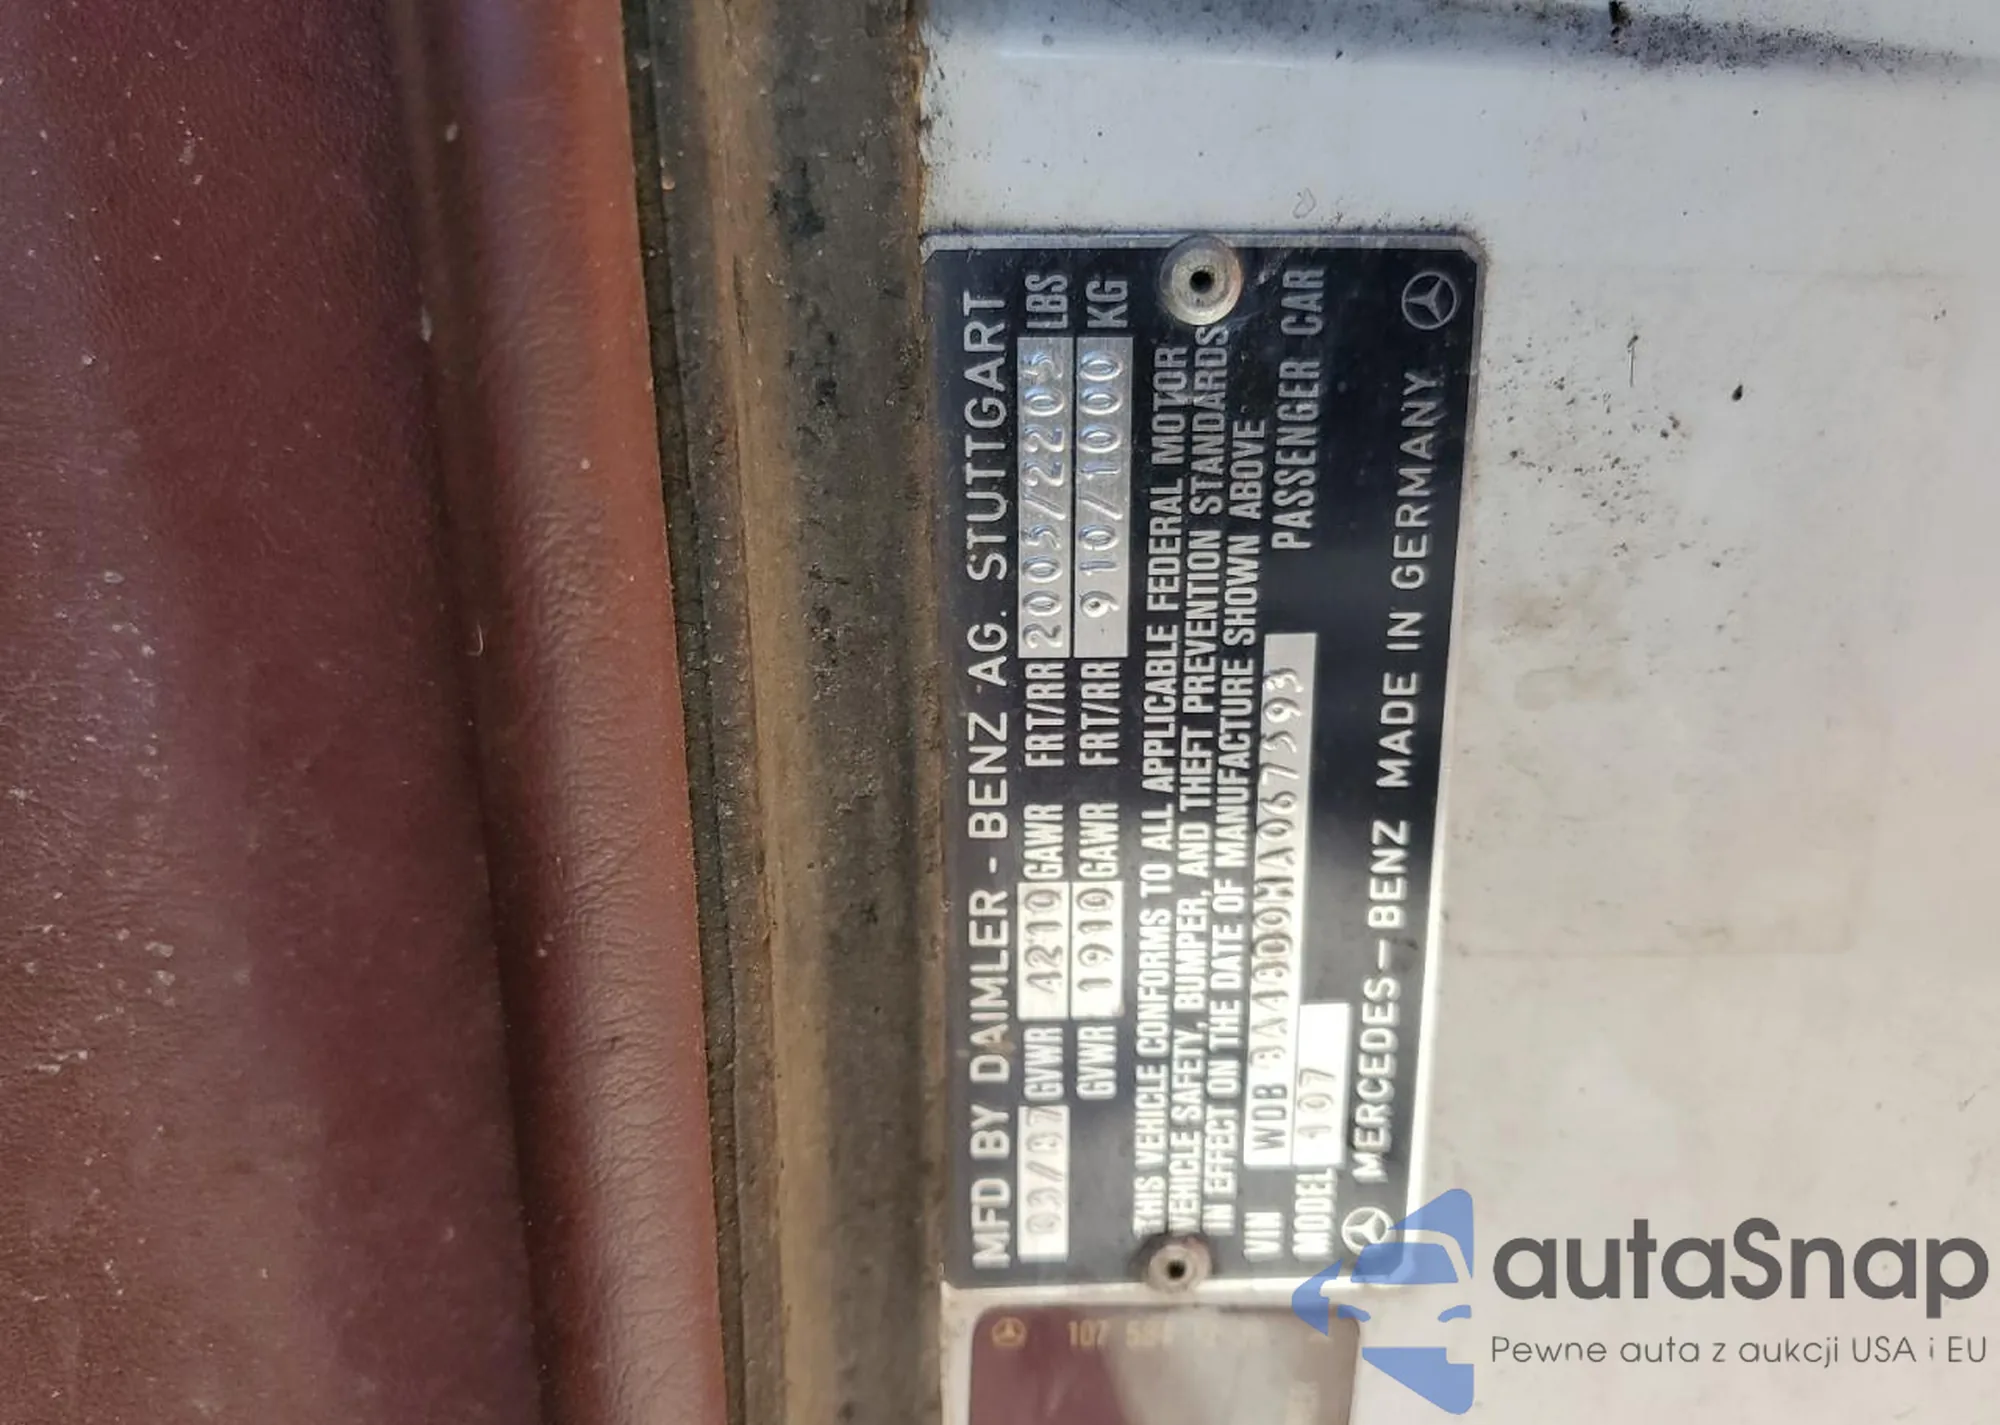 MFD BY DAIMLER - BENZ AG. STUTTGART
03/87 GVWR 4210 GAWR FRT/RR 2005/2205 LBS
GVWR 1910 GAWR FRT/RR 910/1000 KG
THIS VEHICLE CONFORMS TO ALL APPLICABLE FEDERAL MOTOR
VEHICLE SAFETY, BUMPER, AND THEFT PREVENTION STANDARDS
IN EFFECT ON THE DATE OF MANUFACTURE SHOWN ABOVE
VIN WDB BA48D0HA067593 PASSENGER CAR
MODEL 107
MERCEDES-BENZ MADE IN GERMANY
107
autaSnap
Pewne auta z aukcji USA i EU